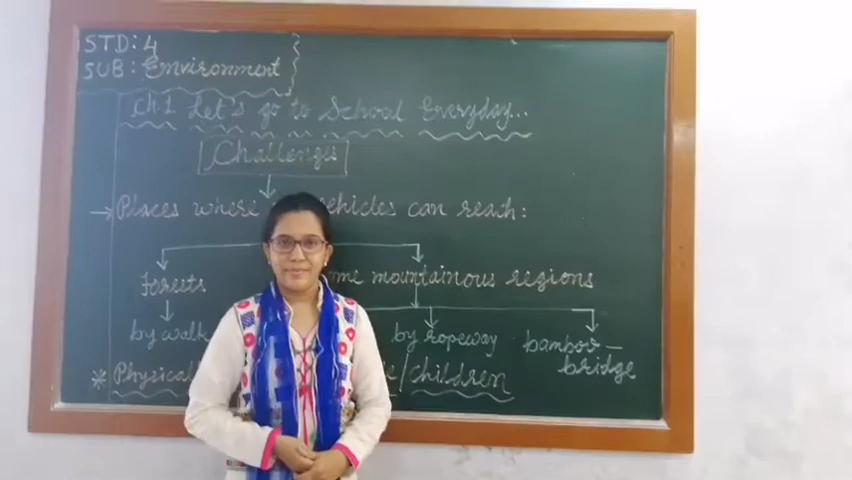 STD: 4
SUB: Environment
Ch.1 Let's go to School Everyday...
Challenges
→ Places where vehicles can reach:
Forests me mountainous regions
by walk by ropeway bamboo-
bridge
* Physical /children